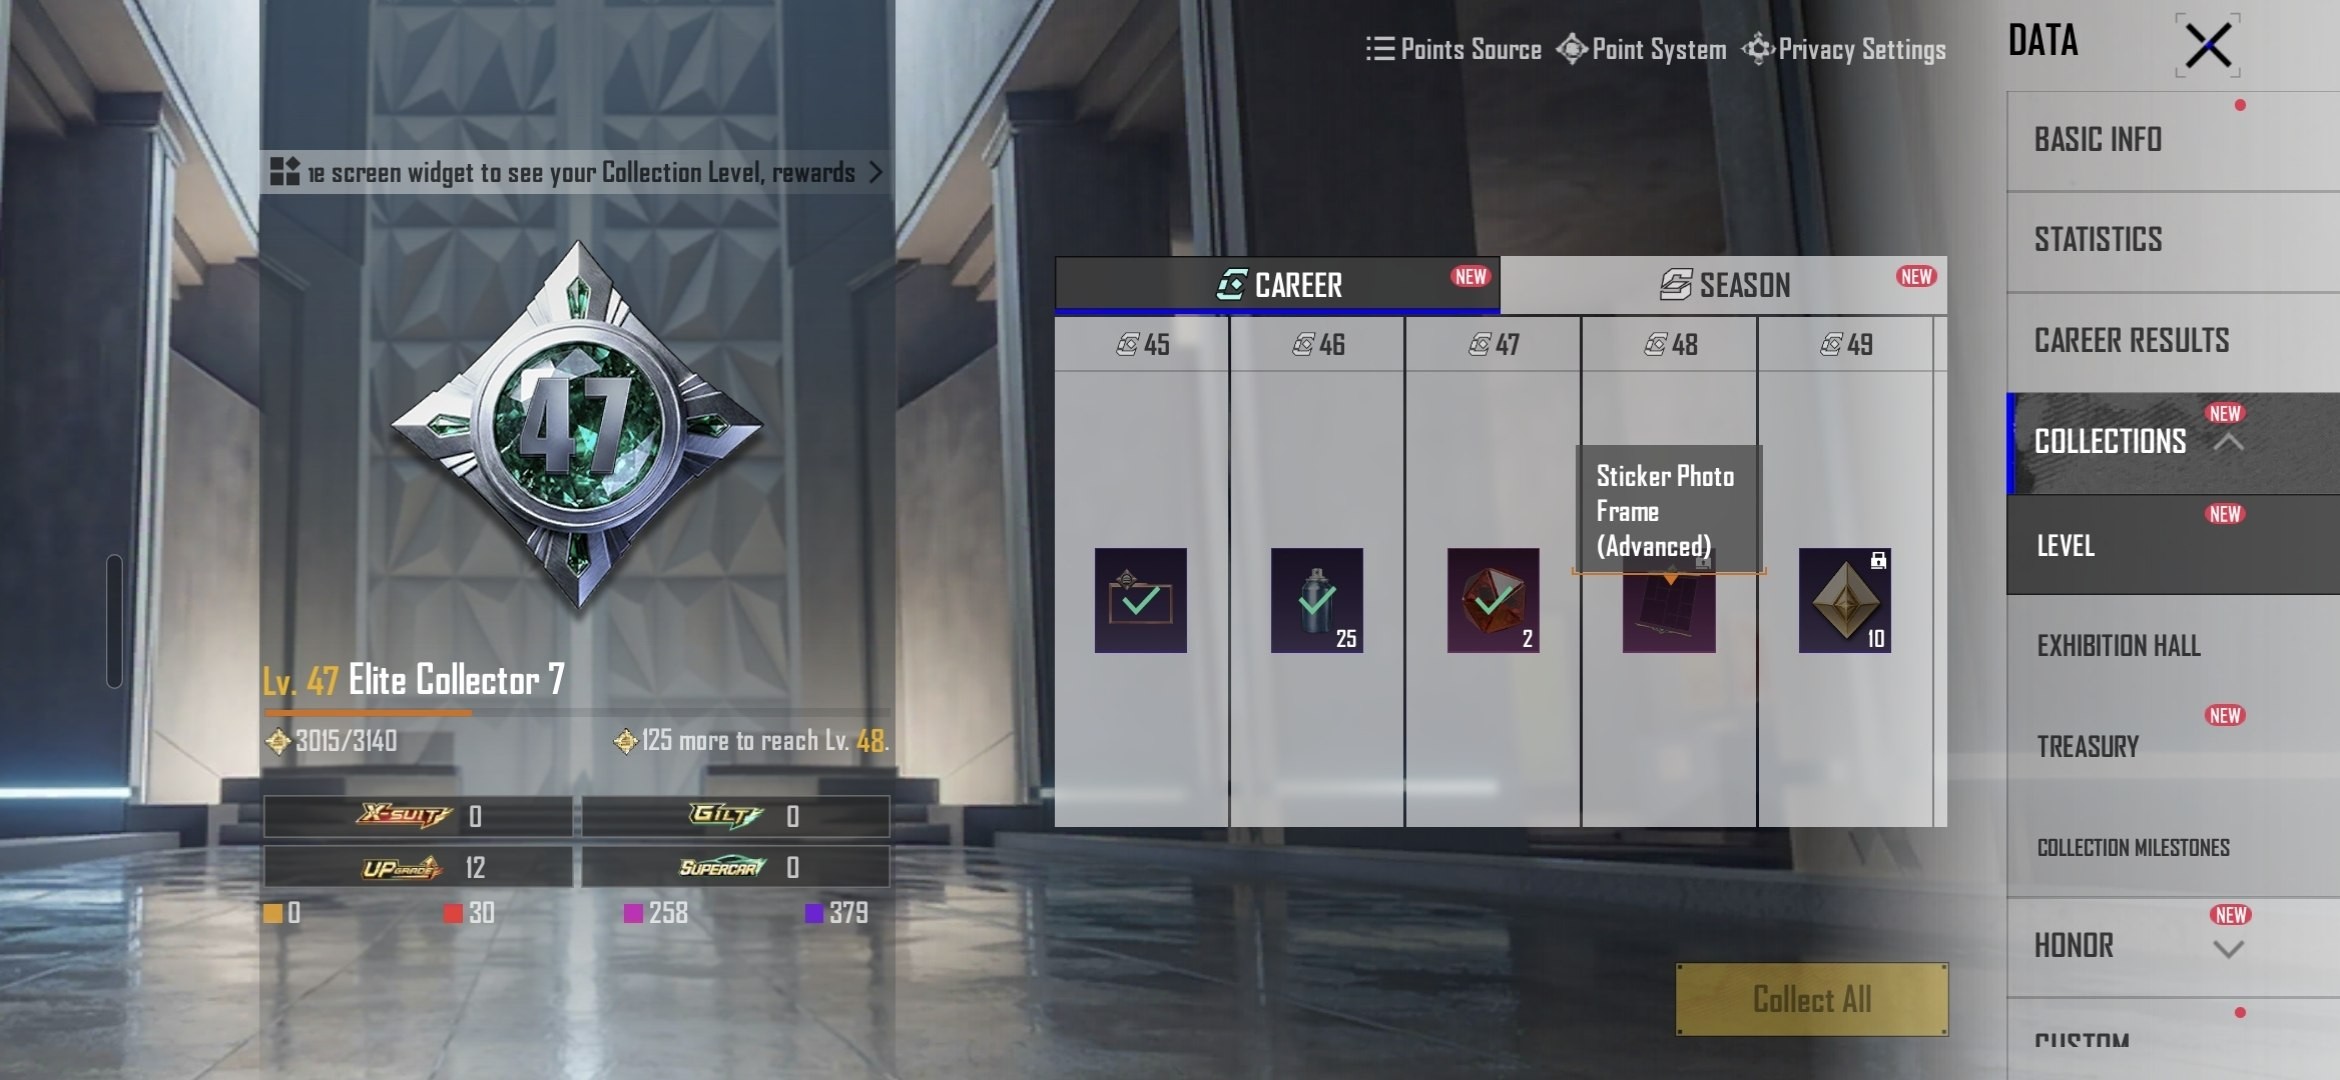 Points Source
Point System
Privacy Settings
DATA
BASIC INFO
STATISTICS
CAREER RESULTS
NEW
COLLECTIONS
NEW
LEVEL
EXHIBITION HALL
NEW
TREASURY
COLLECTION MILESTONES
NEW
HONOR
CUSTOM
screen widget to see your Collection Level, rewards
47
Lv. 47 Elite Collector 7
3015/3140
125 more to reach Lv. 48.
X-SUIT 0
GILT 0
UPGRADE 12
SUPERCAR 0
0
30
258
379
CAREER
NEW
SEASON
NEW
45
46
47
48
49
Sticker Photo
Frame
(Advanced)
25
2
10
Collect All